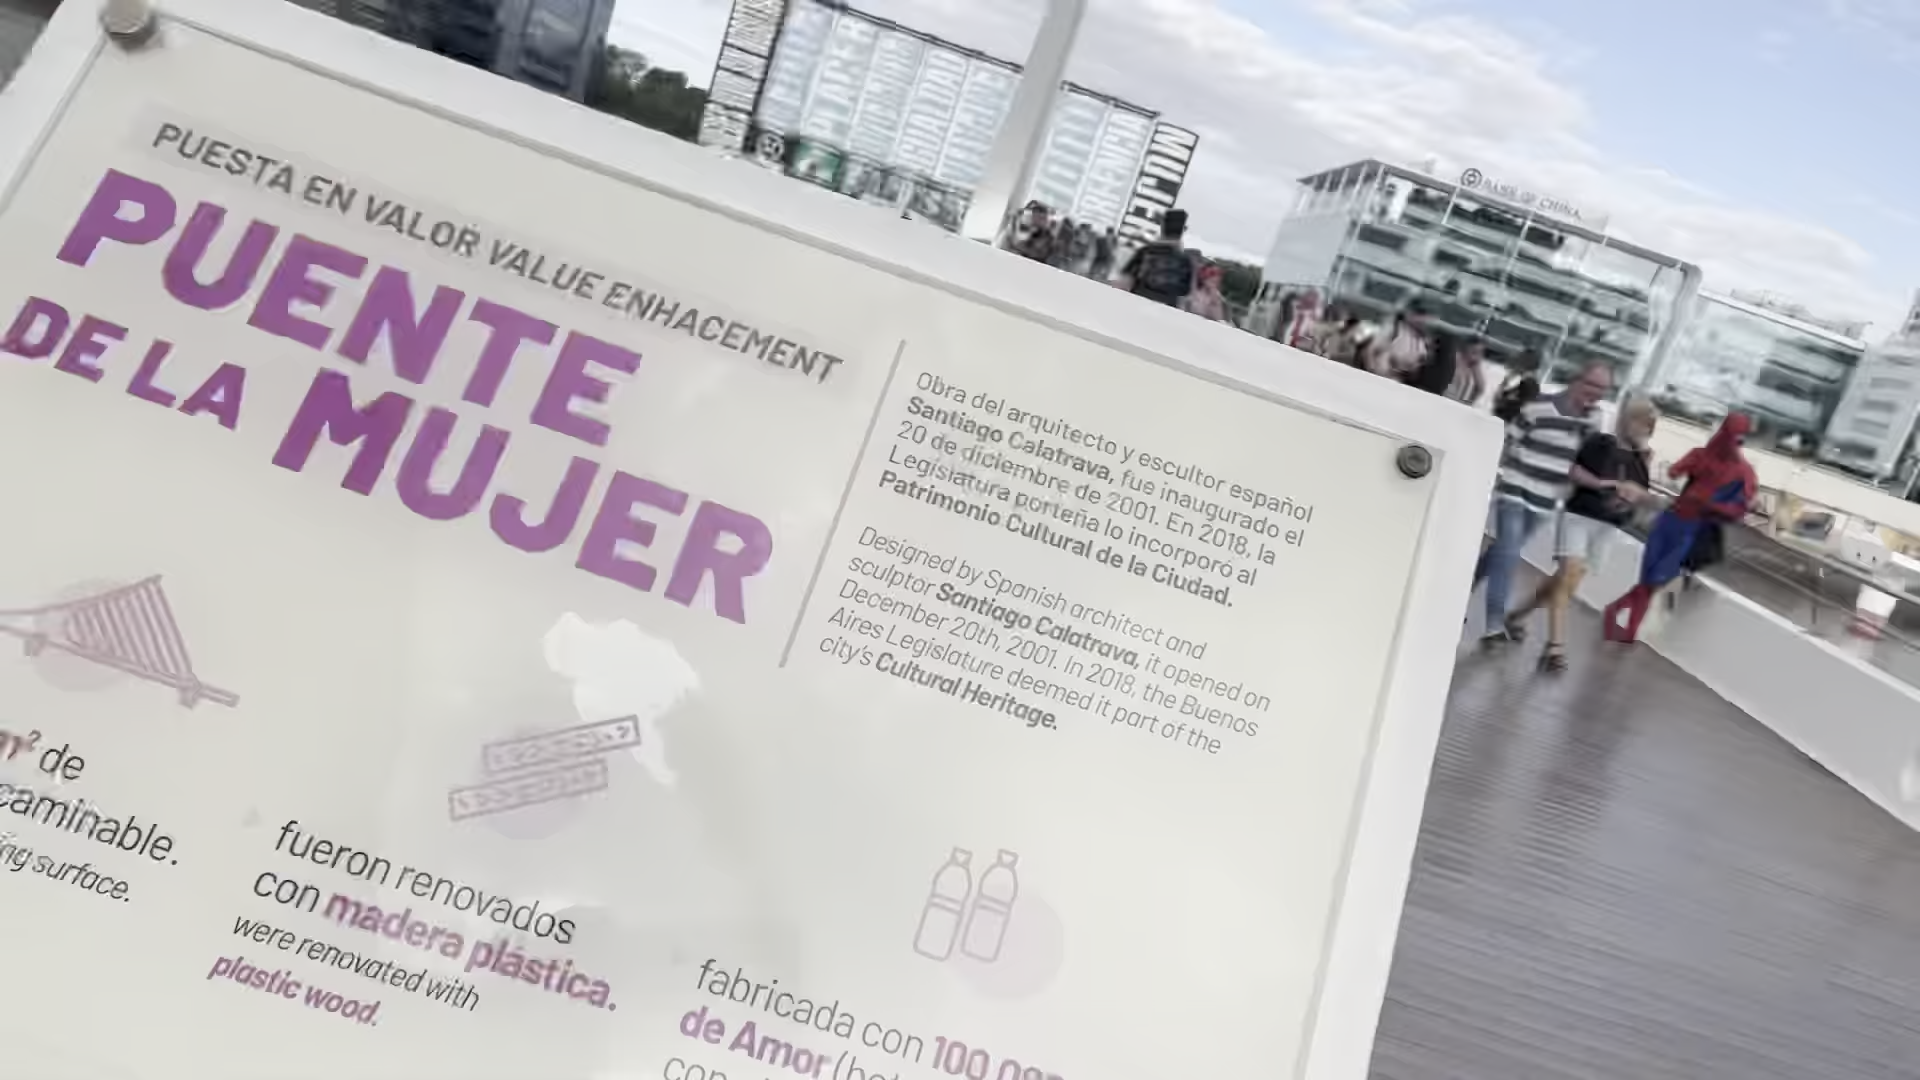 PUESTA EN VALOR VALUE ENHACEMENT
PUENTE
DE LA MUJER
Obra del arquitecto y escultor español
Santiago Calatrava, fue inaugurado el
20 de diciembre de 2001. En 2018, la
Legislatura porteña lo incorporó al
Patrimonio Cultural de la Ciudad.
Designed by Spanish architect and
sculptor Santiago Calatrava, it opened on
December 20th, 2001. In 2018, the Buenos
Aires Legislature deemed it part of the
city's Cultural Heritage.
m² de
caminable.
surface.
fueron renovados
con madera plástica.
were renovated with
plastic wood.
fabricada con 100
de Amor
BANK OF CHINA
MUJER